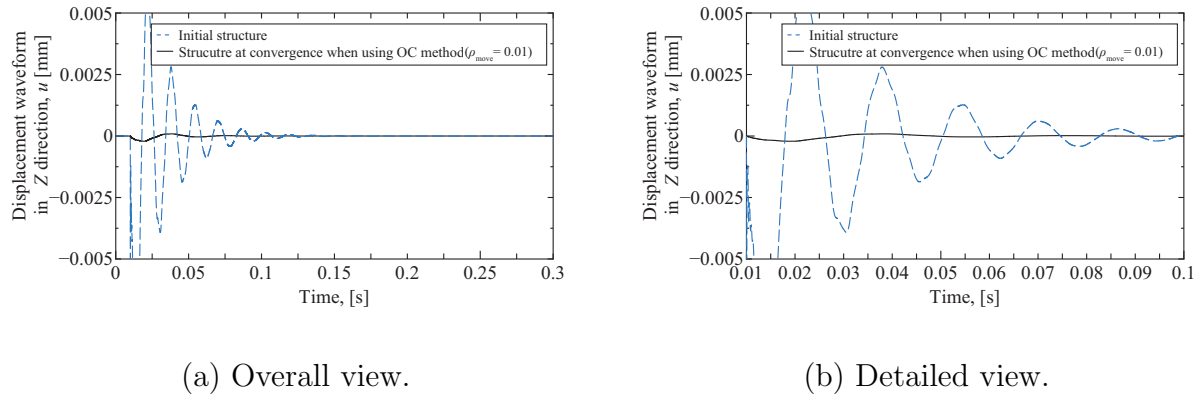 Displacement waveform
in Z direction, u [mm]
0.005
0.0025
0
−0.0025
−0.005
Initial structure
Strucutre at convergence when using OC method(ρmove = 0.01)
0 0.05 0.1 0.15 0.2 0.25 0.3
Time, [s]
(a) Overall view.
Displacement waveform
in Z direction, u [mm]
0.005
0.0025
0
−0.0025
−0.005
Initial structure
Strucutre at convergence when using OC method(ρmove = 0.01)
0.01 0.02 0.03 0.04 0.05 0.06 0.07 0.08 0.09 0.1
Time, [s]
(b) Detailed view.